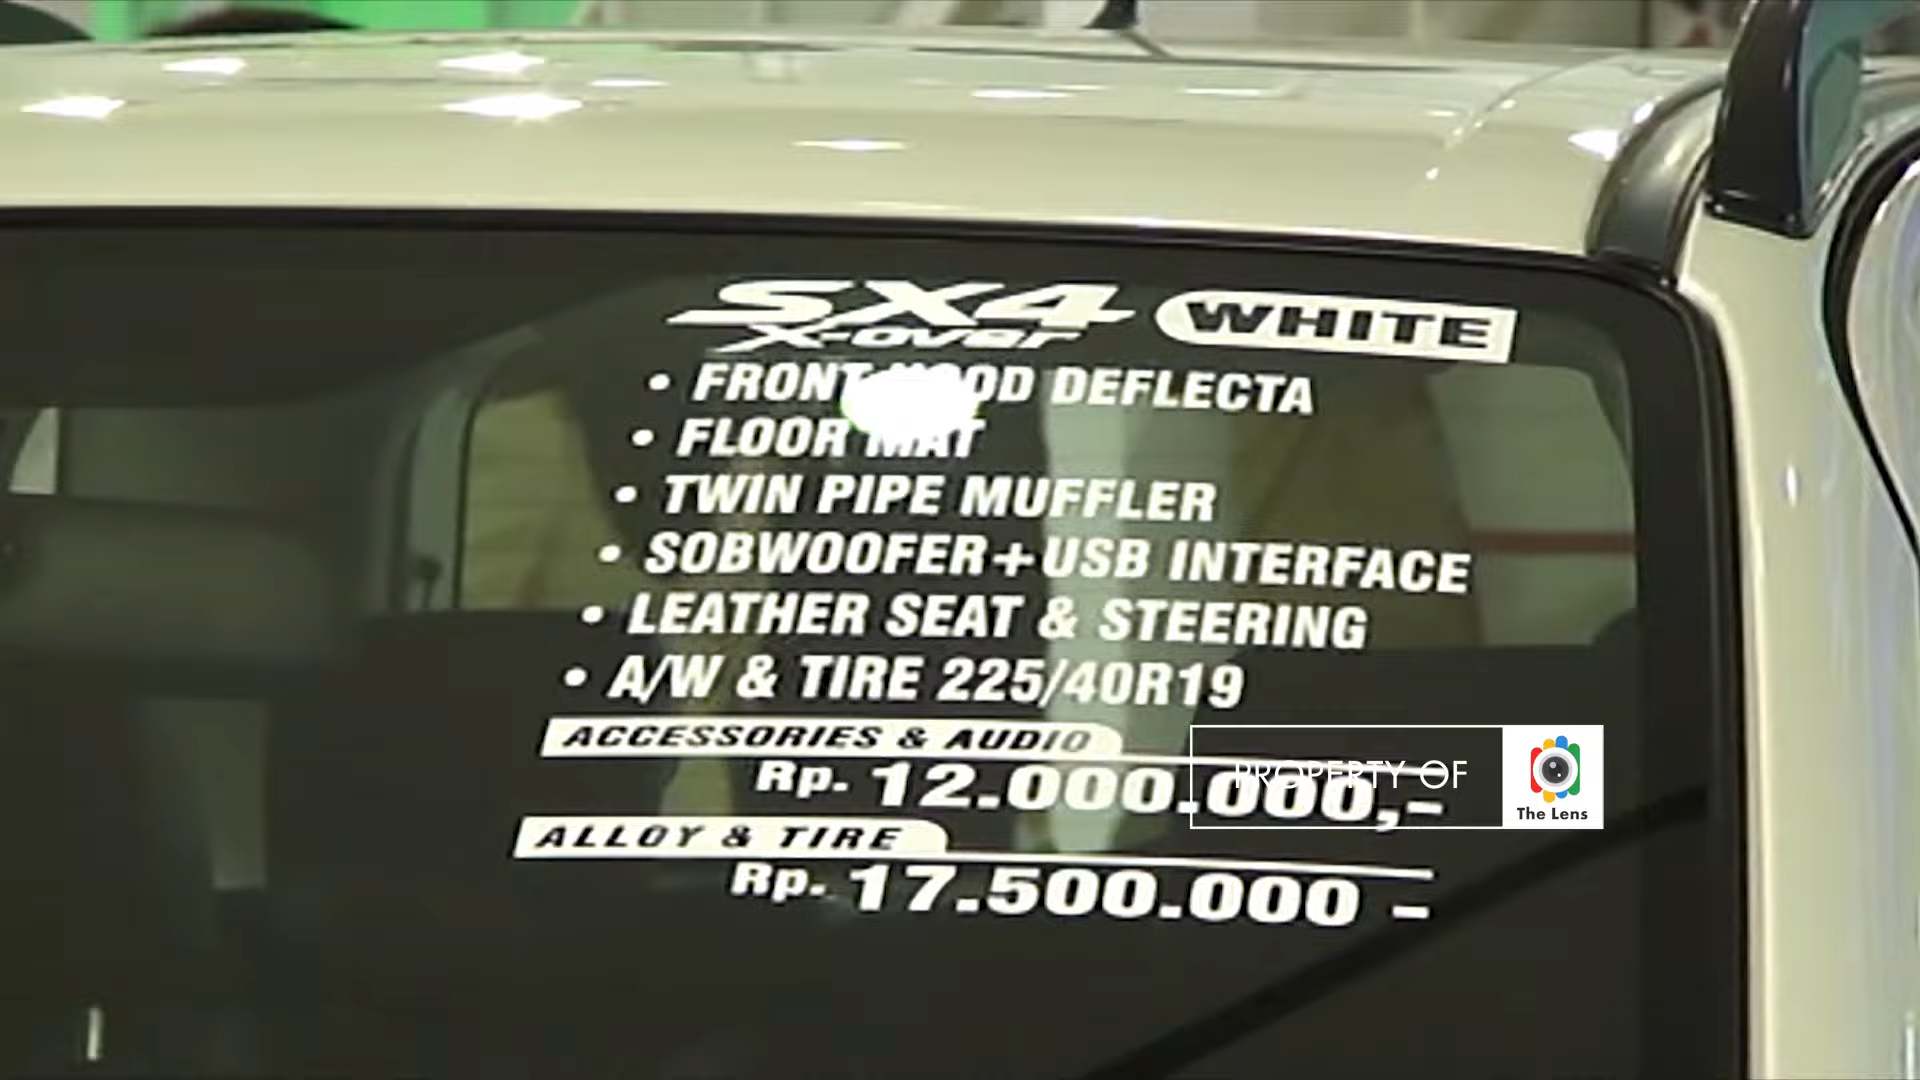 SX4 WHITE
X-over
• FRONT HOOD DEFLECTA
• FLOOR MAT
• TWIN PIPE MUFFLER
• SOBWOOFER+USB INTERFACE
• LEATHER SEAT & STEERING
• A/W & TIRE 225/40R19
ACCESSORIES & AUDIO
Rp. 12.000.000,-
PROPERTY OF
The Lens
ALLOY & TIRE
Rp. 17.500.000 -